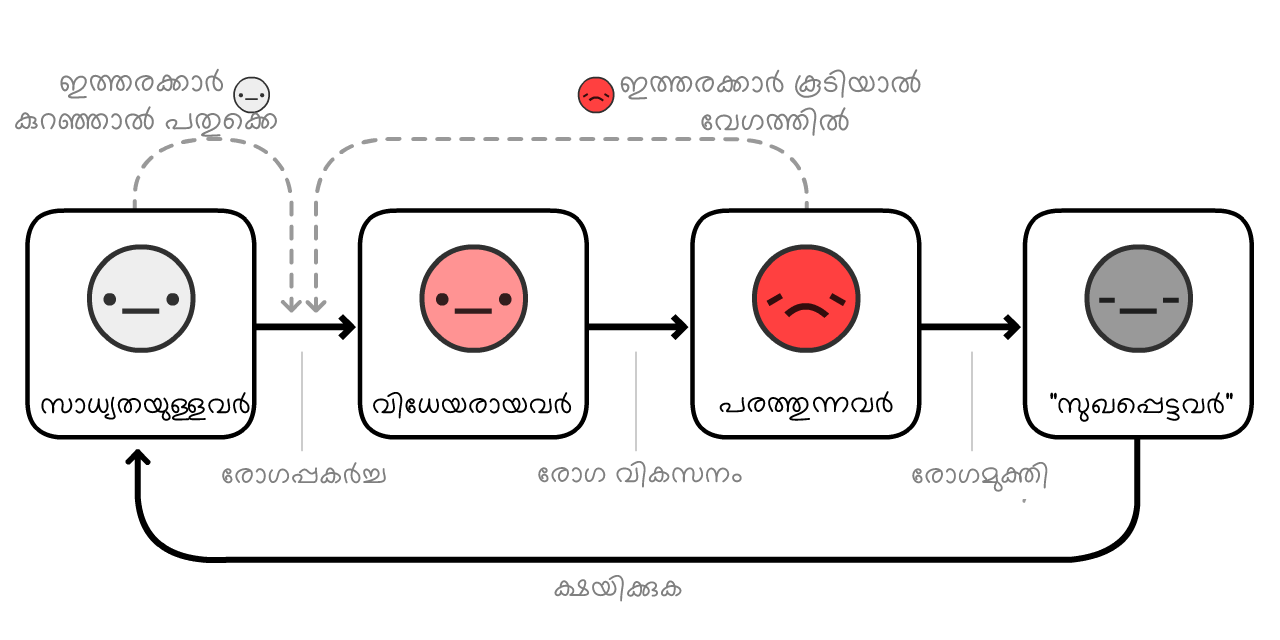 ഇത്തരക്കാർ
കുറഞ്ഞാൽ പതുക്കെ
ഇത്തരക്കാർ കൂടിയാൽ
വേഗത്തിൽ
സാധ്യതയുള്ളവർ
വിധേയരായവർ
പരത്തുന്നവർ
"സുഖപ്പെട്ടവർ"
രോഗപ്പകർച്ച
രോഗ വികസനം
രോഗമുക്തി
ക്ഷയിക്കുക